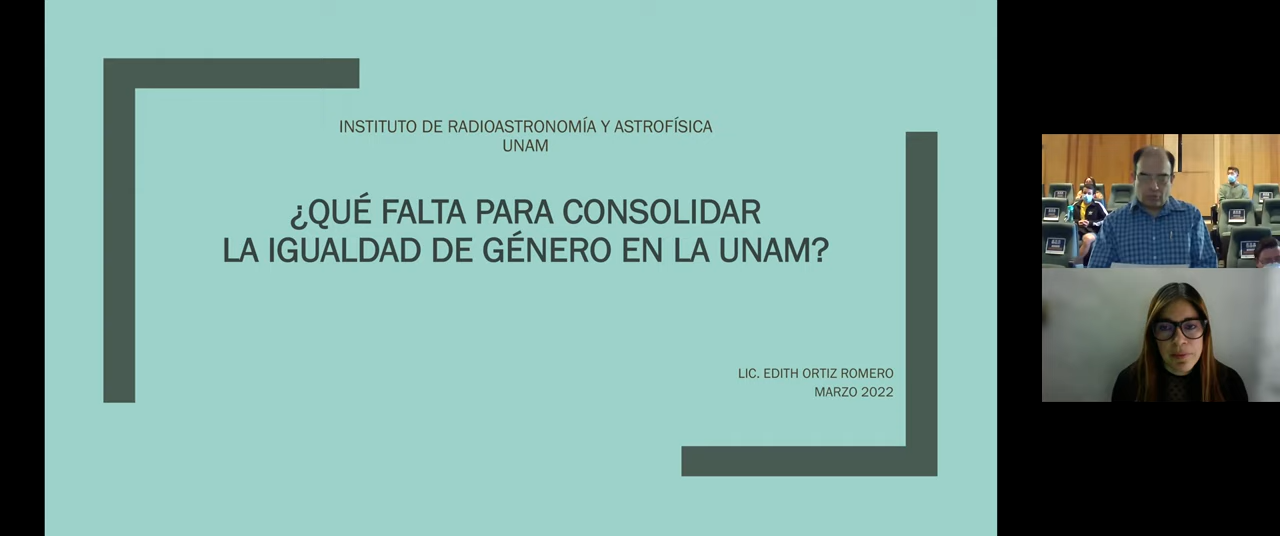 INSTITUTO DE RADIOASTRONOMÍA Y ASTROFÍSICA
UNAM
¿QUÉ FALTA PARA CONSOLIDAR
LA IGUALDAD DE GÉNERO EN LA UNAM?
LIC. EDITH ORTIZ ROMERO
MARZO 2022